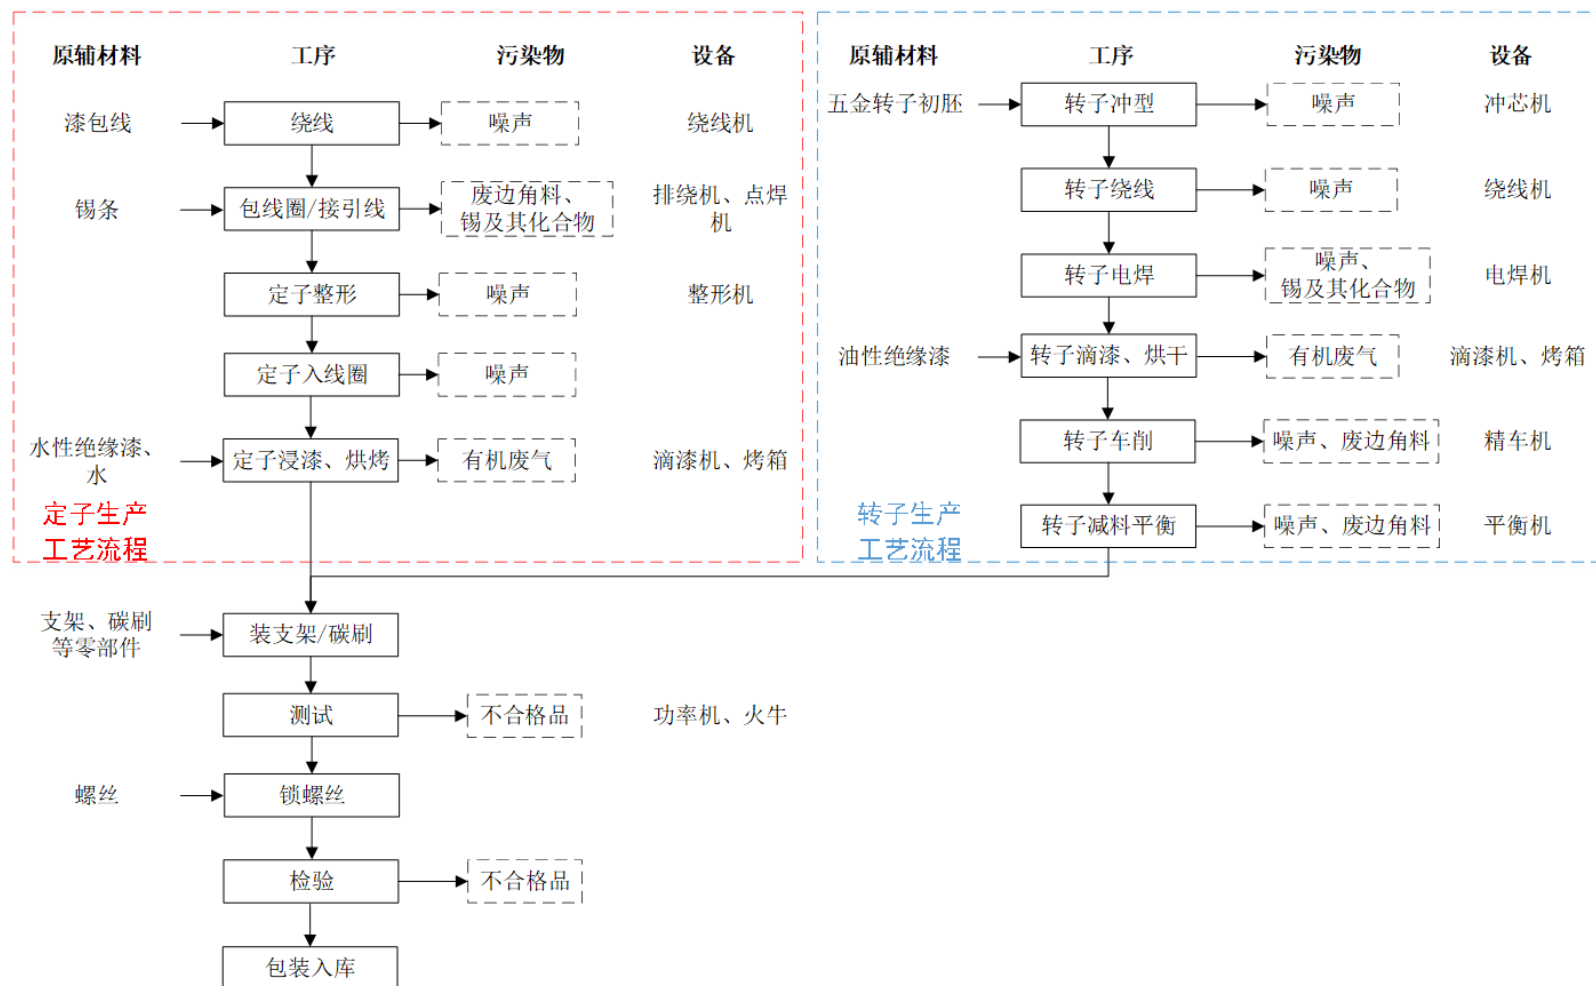 原辅材料 工序 污染物 设备
漆包线 绕线 噪声 绕线机
锡条 包线圈/接引线 废边角料、
锡及其化合物 排绕机、点焊
机
定子整形 噪声 整形机
定子入线圈 噪声
水性绝缘漆、
水 定子浸漆、烘烤 有机废气 滴漆机、烤箱
定子生产
工艺流程
原辅材料 工序 污染物 设备
五金转子初胚 转子冲型 噪声 冲芯机
转子绕线 噪声 绕线机
转子电焊 噪声、
锡及其化合物 电焊机
油性绝缘漆 转子滴漆、烘干 有机废气 滴漆机、烤箱
转子车削 噪声、废边角料 精车机
转子减料平衡 噪声、废边角料 平衡机
转子生产
工艺流程
支架、碳刷
等零部件 装支架/碳刷
测试 不合格品 功率机、火牛
螺丝 锁螺丝
检验 不合格品
包装入库